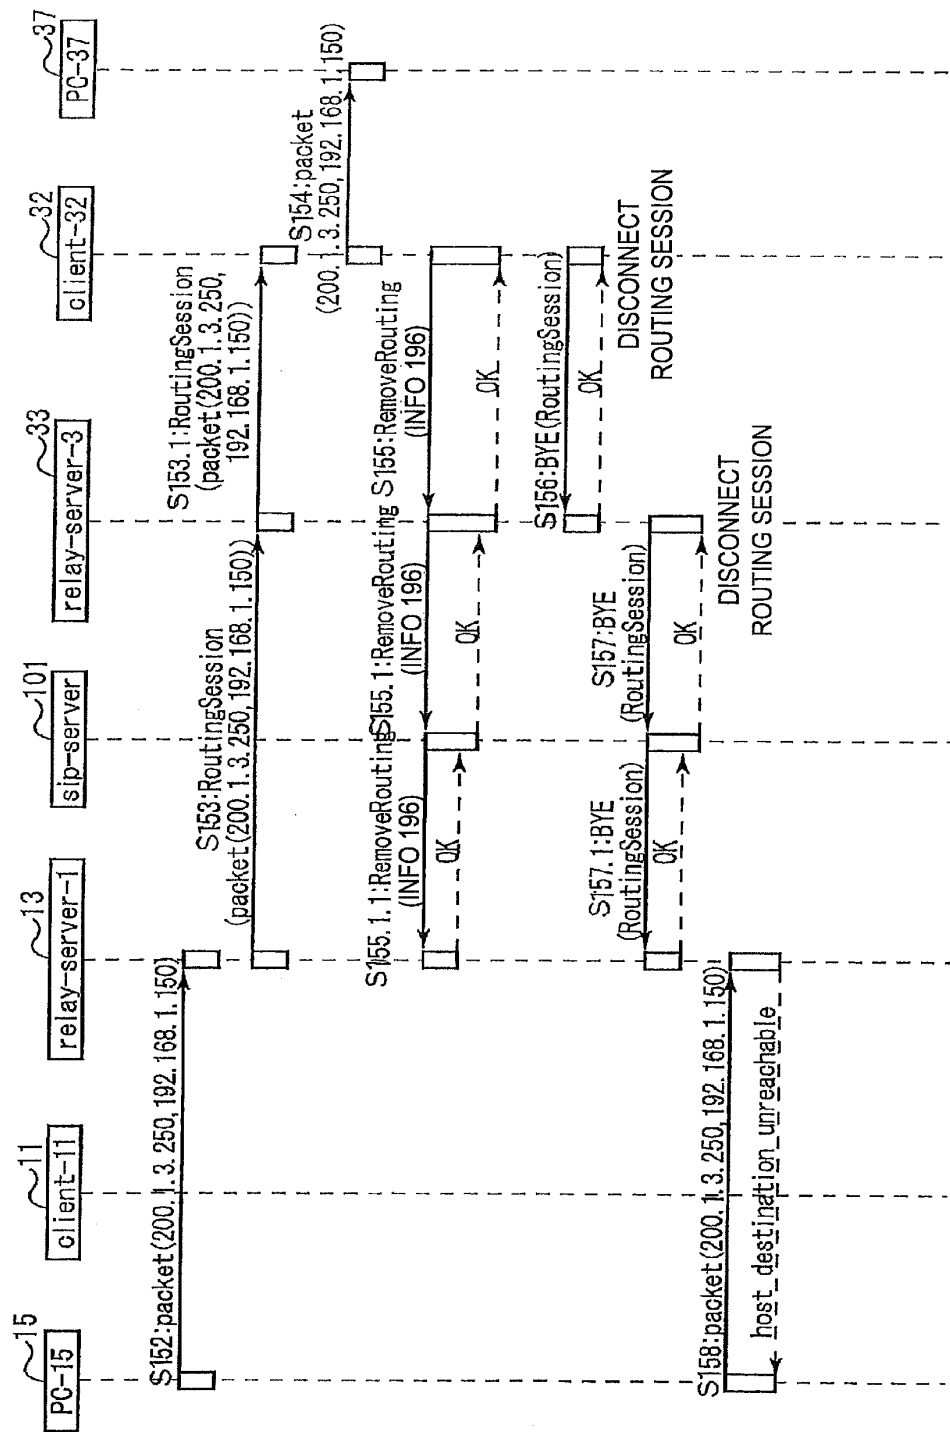 15
PC-15
11
client-11
13
relay-server-1
101
sip-server
33
relay-server-3
32
client-32
37
PC-37
S152:packet(200.1.3.250,192.168.1.150)
S153:RoutingSession
(packet(200.1.3.250,192.168.1.150))
S153.1:RoutingSession
(packet(200.1.3.250,
192.168.1.150))
S154:packet
(200.1.3.250,192.168.1.150)
S155:RemoveRouting
(INFO 196)
S155.1:RemoveRouting
(INFO 196)
S155.1.1:RemoveRouting
(INFO 196)
OK
OK
OK
S156:BYE(RoutingSession)
OK
DISCONNECT
ROUTING SESSION
S157:BYE
(RoutingSession)
S157.1:BYE
(RoutingSession)
OK
OK
DISCONNECT
ROUTING SESSION
S158:packet(200.1.3.250,192.168.1.150)
host destination unreachable